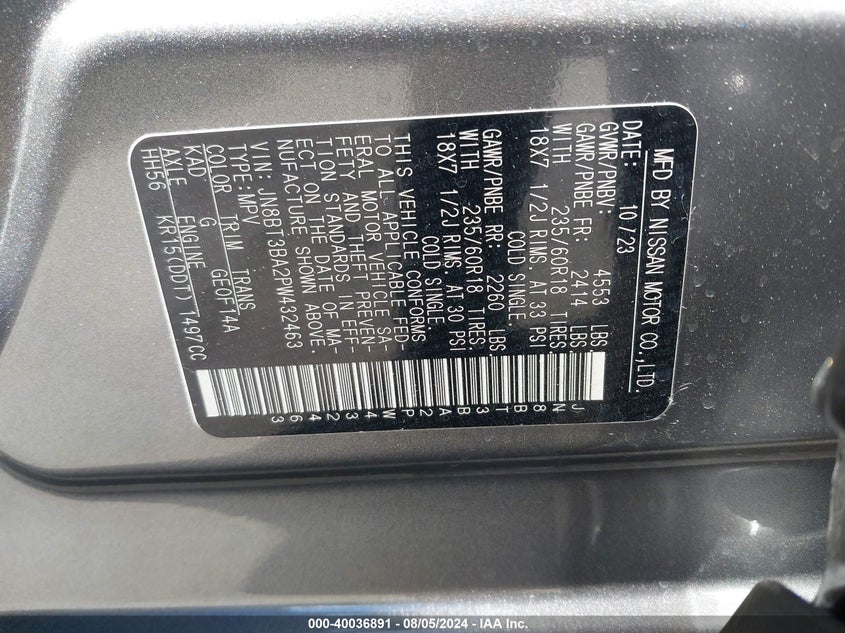 MFD BY NISSAN MOTOR CO.,LTD.
DATE: 10/23
GVWR/PNBV: 4553 LBS
GAWR/PNBE FR: 2414 LBS.
WITH 235/60R18 TIRES.
18X7 1/2J RIMS. AT 33 PSI
COLD SINGLE.
GAWR/PNBE RR: 2260 LBS.
WITH 235/60R18 TIRES.
18X7 1/2J RIMS. AT 30 PSI
COLD SINGLE.
THIS VEHICLE CONFORMS
TO ALL APPLICABLE FED-
ERAL MOTOR VEHICLE SA-
FETY AND THEFT PREVEN-
TION STANDARDS IN EFF-
ECT ON THE DATE OF MA-
NUFACTURE SHOWN ABOVE.
VIN: JN8BT3BA2PW432463
TYPE:MPV
COLOR TRIM TRANS
KAD G GE0F14A
AXLE ENGINE
HH56 KR15(DDT) 1497CC
JN8BT3BA2PW432463
000-40036891 - 08/05/2024 - IAA Inc.